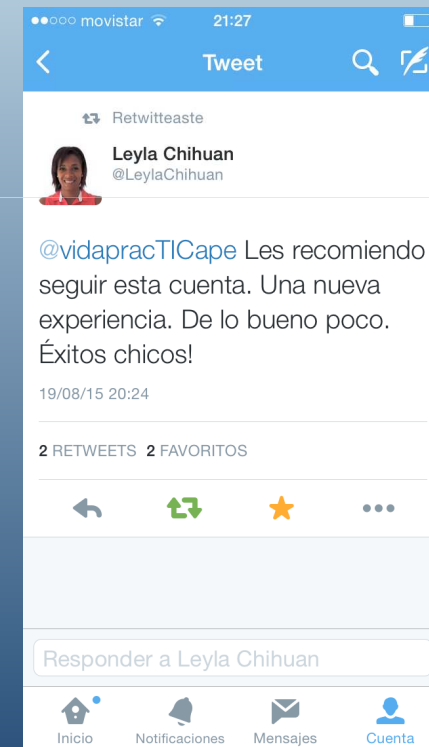 movistar 21:27
Tweet
Retwitteaste
Leyla Chihuan
@LeylaChihuan
@vidapracTICape Les recomiendo
seguir esta cuenta. Una nueva
experiencia. De lo bueno poco.
Éxitos chicos!
19/08/15 20:24
2 RETWEETS 2 FAVORITOS
Responder a Leyla Chihuan
Inicio Notificaciones Mensajes Cuenta